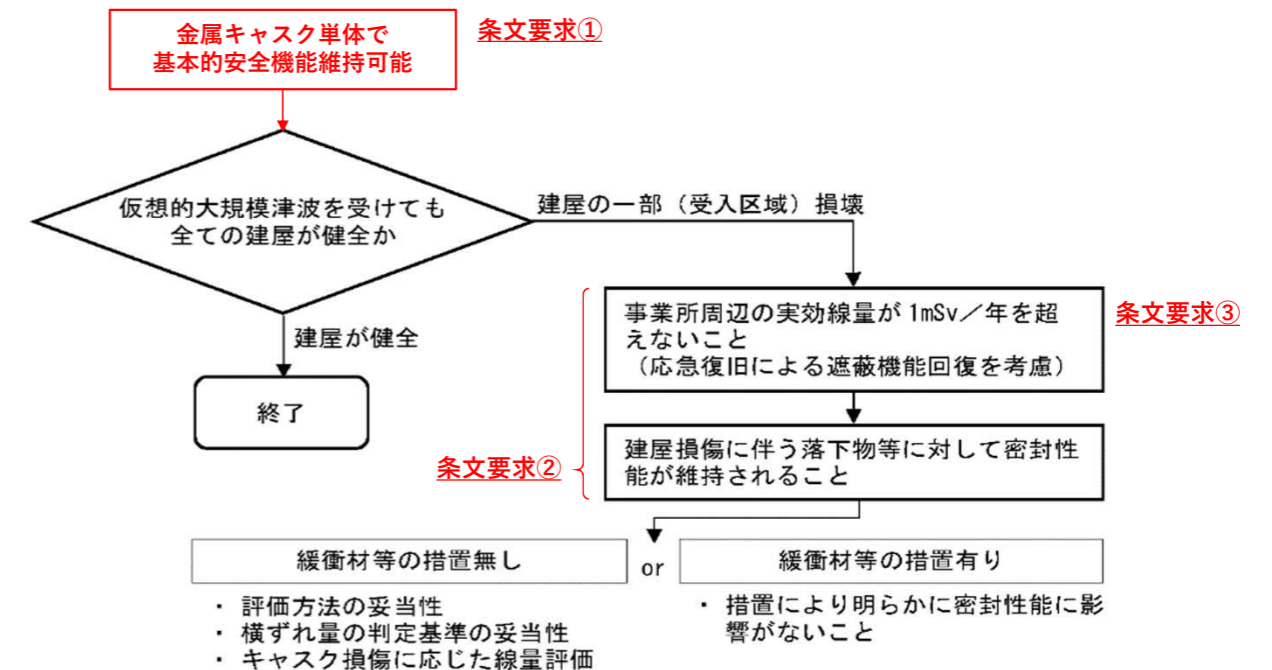 金属キャスク単体で
基本的安全機能維持可能
条文要求①
仮想的大規模津波を受けても
全ての建屋が健全か
建屋の一部（受入区域）損壊
建屋が健全
終了
事業所周辺の実効線量が1mSv／年を超
えないこと
（応急復旧による遮蔽機能回復を考慮）
条文要求③
建屋損傷に伴う落下物等に対して密封性
能が維持されること
条文要求②
緩衝材等の措置無し
or
緩衝材等の措置有り
・ 評価方法の妥当性
・ 横ずれ量の判定基準の妥当性
・ キャスク損傷に応じた線量評価
・ 措置により明らかに密封性能に影
響がないこと